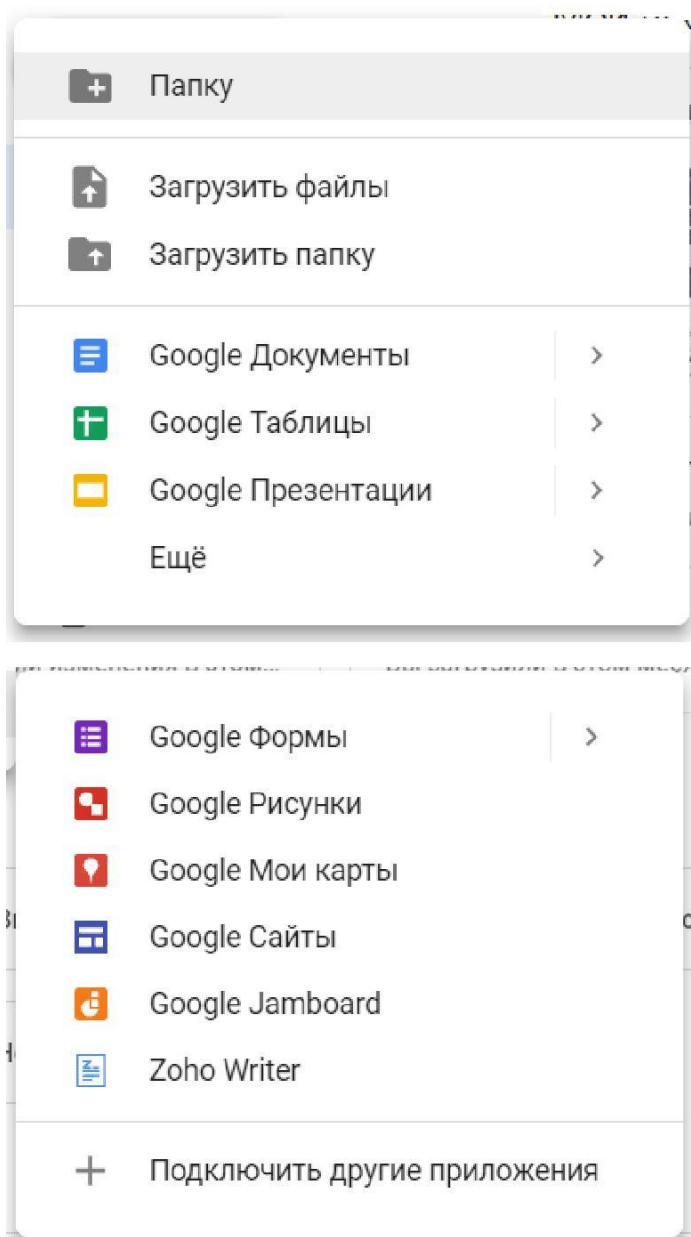 Папку
Загрузить файлы
Загрузить папку
Google Документы
Google Таблицы
Google Презентации
Ещё
Google Формы
Google Рисунки
Google Мои карты
Google Сайты
Google Jamboard
Zoho Writer
Подключить другие приложения